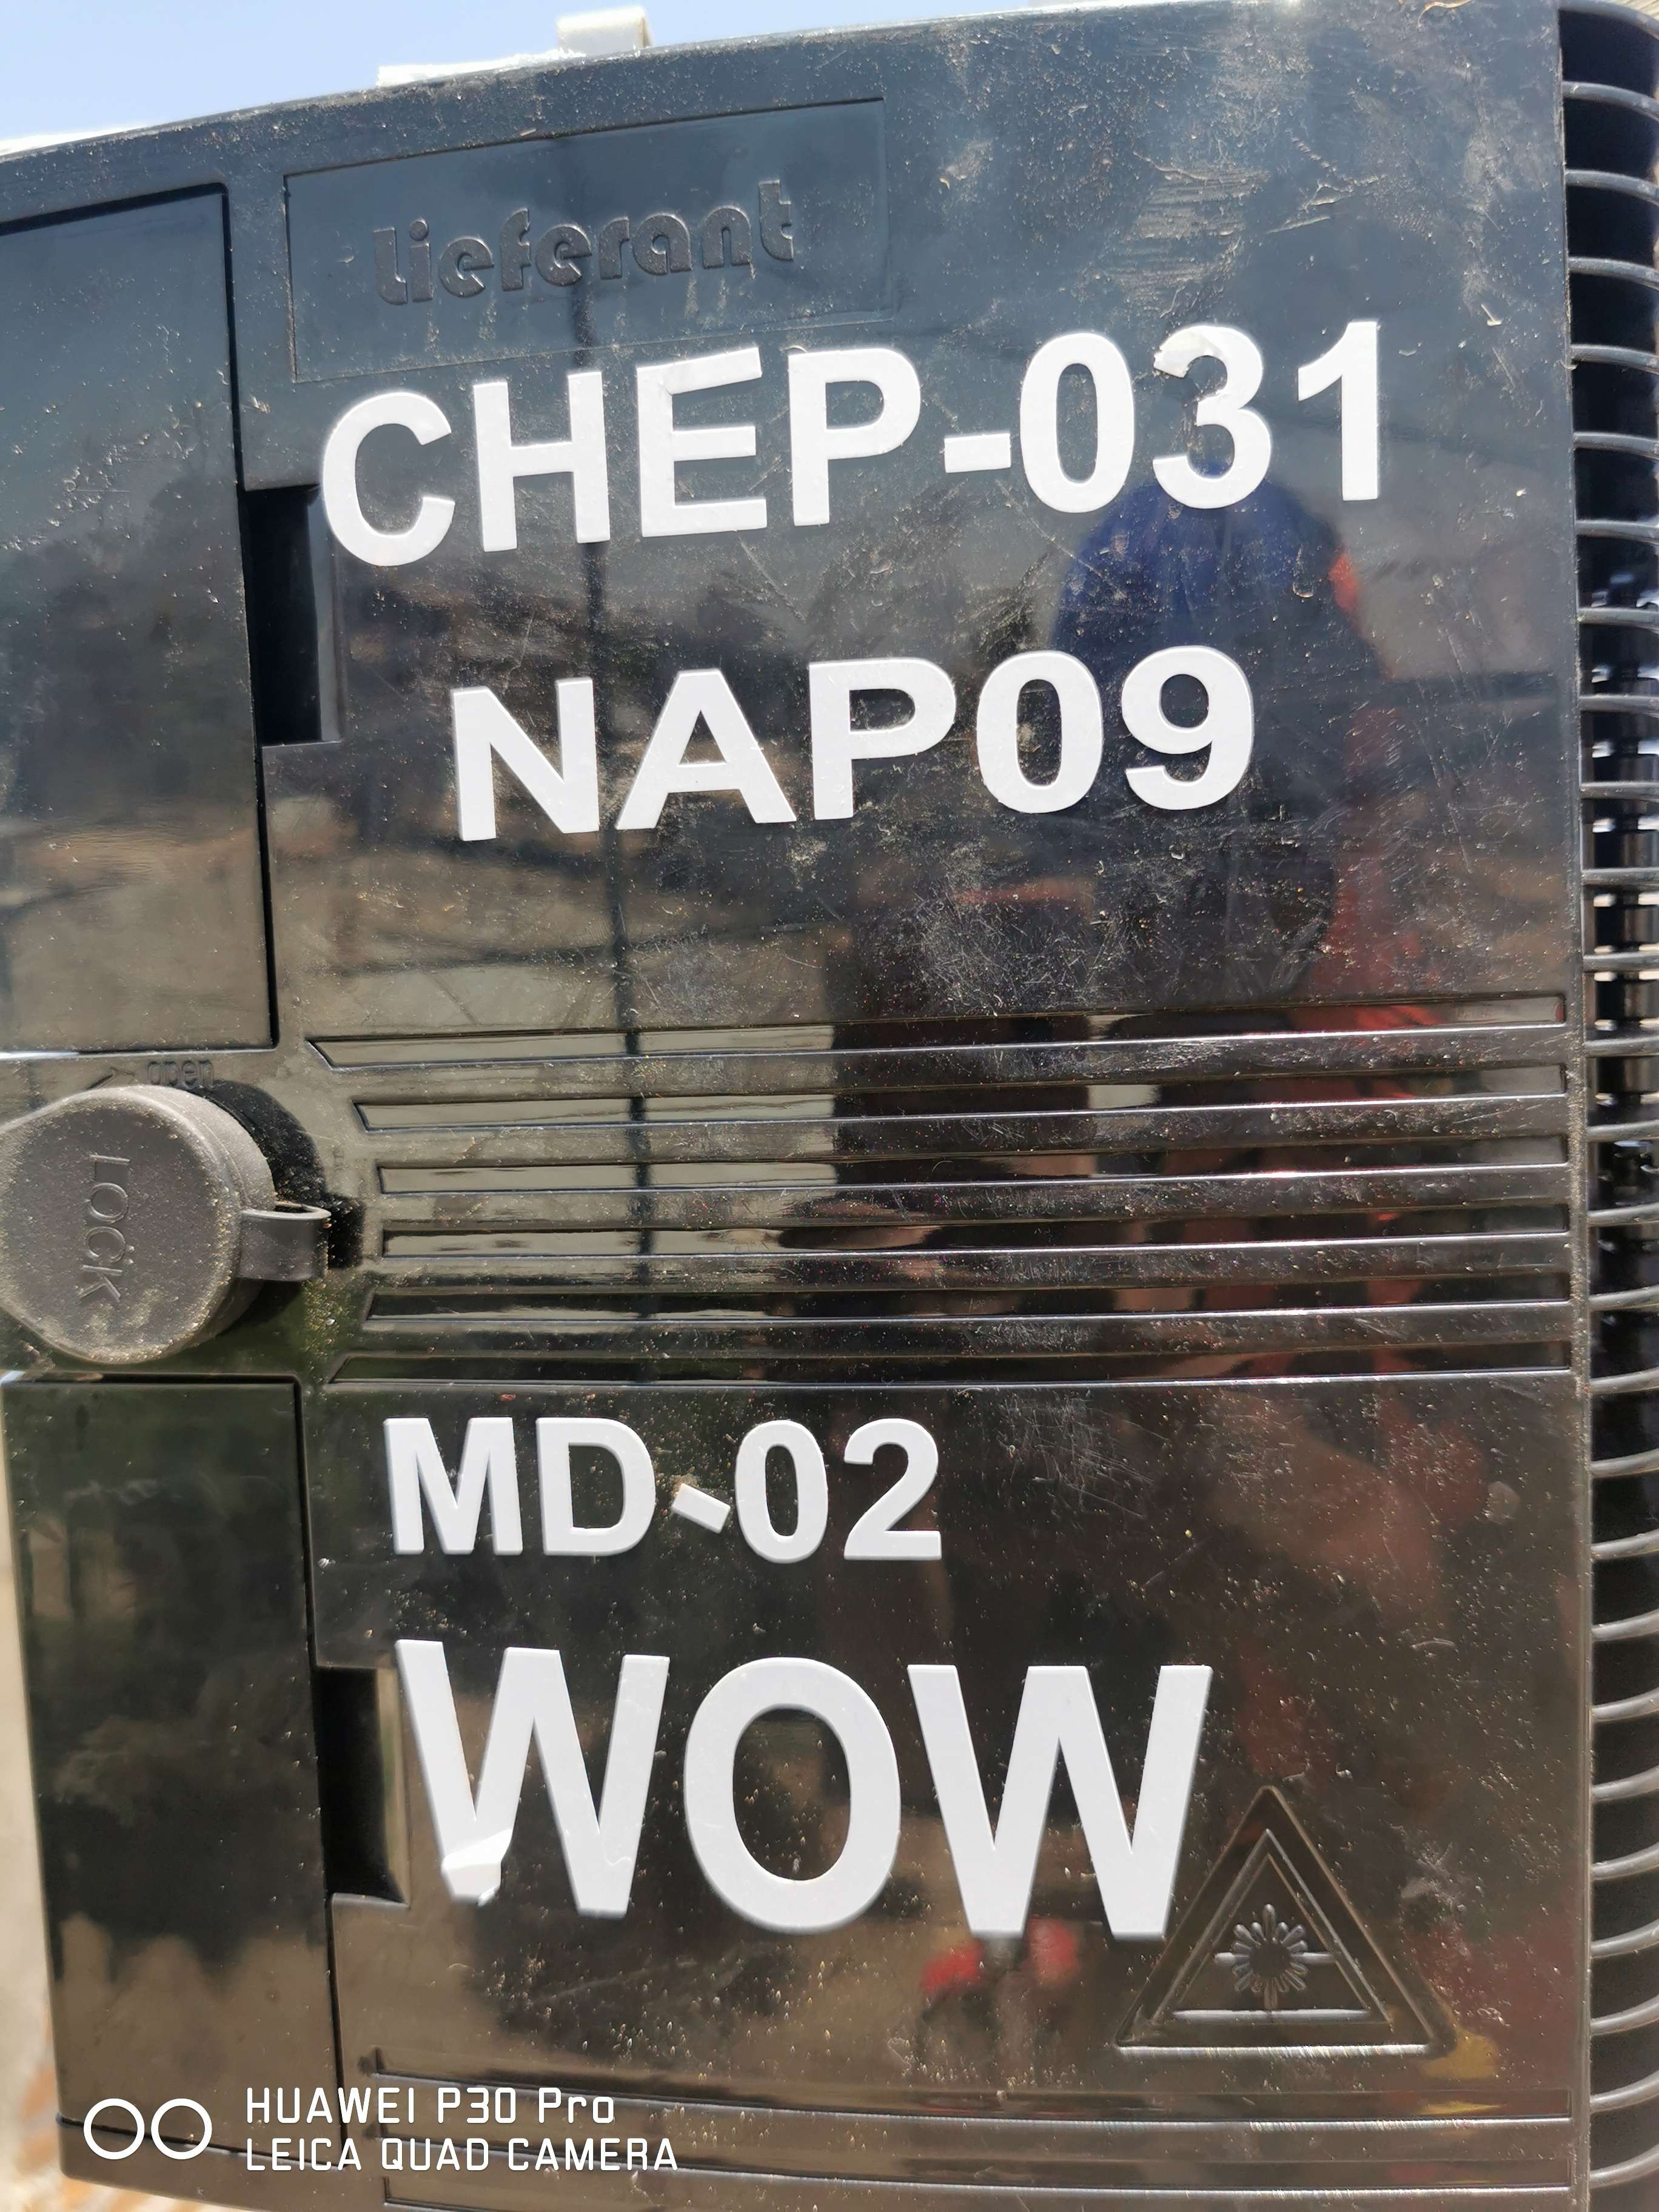 lieferant
CHEP-031
NAP09
open
LOCK
MD-02
WOW
HUAWEI P30 Pro
LEICA QUAD CAMERA